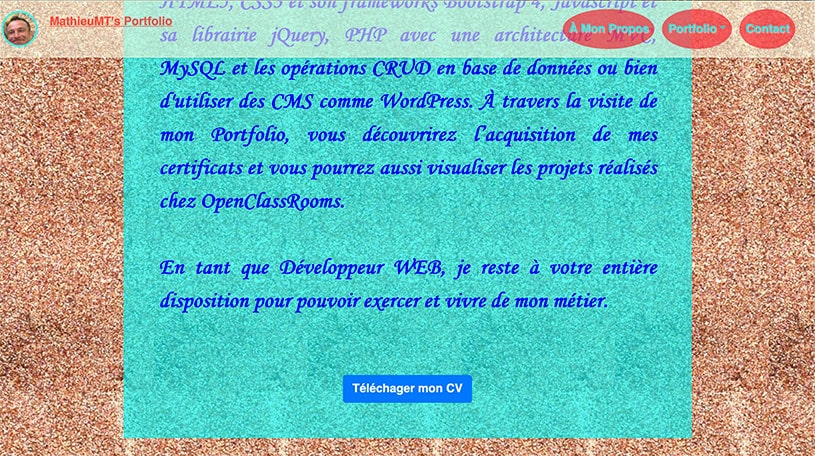 MathieuMT's Portfolio
À Mon Propos
Portfolio
Contact
HTML5, CSS3 et son frameworks Bootstrap 4, Javascript et
sa librairie jQuery, PHP avec une architecture MVC,
MySQL et les opérations CRUD en base de données ou bien
d'utiliser des CMS comme WordPress. À travers la visite de
mon Portfolio, vous découvrirez l'acquisition de mes
certificats et vous pourrez aussi visualiser les projets réalisés
chez OpenClassRooms.
En tant que Développeur WEB, je reste à votre entière
disposition pour pouvoir exercer et vivre de mon métier.
Téléchager mon CV